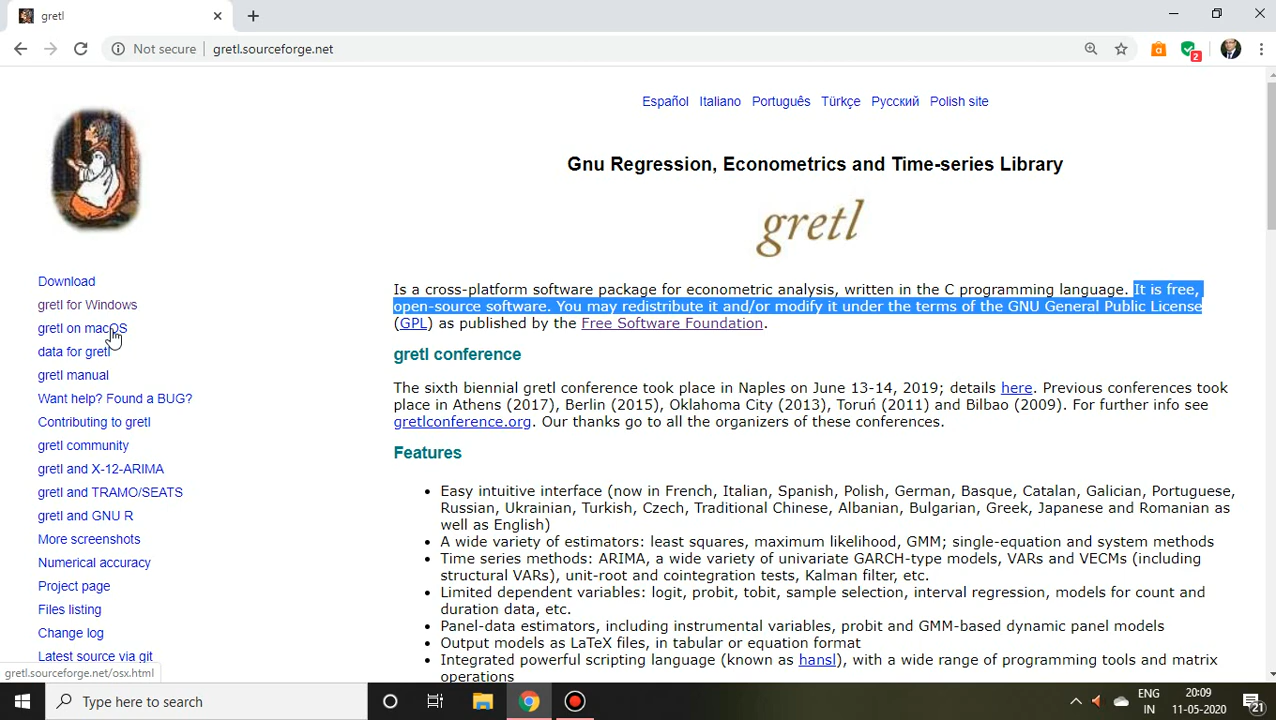 gretl
Not secure
gretl.sourceforge.net
2
Español Italiano Português Türkçe Русский Polish site
Gnu Regression, Econometrics and Time-series Library
gretl
Download
gretl for Windows
gretl on macOS
data for gretl
gretl manual
Want help? Found a BUG?
Contributing to gretl
gretl community
gretl and X-12-ARIMA
gretl and TRAMO/SEATS
gretl and GNU R
More screenshots
Numerical accuracy
Project page
Files listing
Change log
Latest source via git
Is a cross-platform software package for econometric analysis, written in the C programming language. It is free,
open-source software. You may redistribute it and/or modify it under the terms of the GNU General Public License
(GPL) as published by the Free Software Foundation.
gretl conference
The sixth biennial gretl conference took place in Naples on June 13-14, 2019; details here. Previous conferences took
place in Athens (2017), Berlin (2015), Oklahoma City (2013), Toruń (2011) and Bilbao (2009). For further info see
gretlconference.org. Our thanks go to all the organizers of these conferences.
Features
• Easy intuitive interface (now in French, Italian, Spanish, Polish, German, Basque, Catalan, Galician, Portuguese,
Russian, Ukrainian, Turkish, Czech, Traditional Chinese, Albanian, Bulgarian, Greek, Japanese and Romanian as
well as English)
• A wide variety of estimators: least squares, maximum likelihood, GMM; single-equation and system methods
• Time series methods: ARIMA, a wide variety of univariate GARCH-type models, VARs and VECMs (including
structural VARs), unit-root and cointegration tests, Kalman filter, etc.
• Limited dependent variables: logit, probit, tobit, sample selection, interval regression, models for count and
duration data, etc.
• Panel-data estimators, including instrumental variables, probit and GMM-based dynamic panel models
• Output models as LaTeX files, in tabular or equation format
• Integrated powerful scripting language (known as hansl), with a wide range of programming tools and matrix
operations
gretl.sourceforge.net/osx.html
Type here to search
ENG
IN
20:09
11-05-2020
21